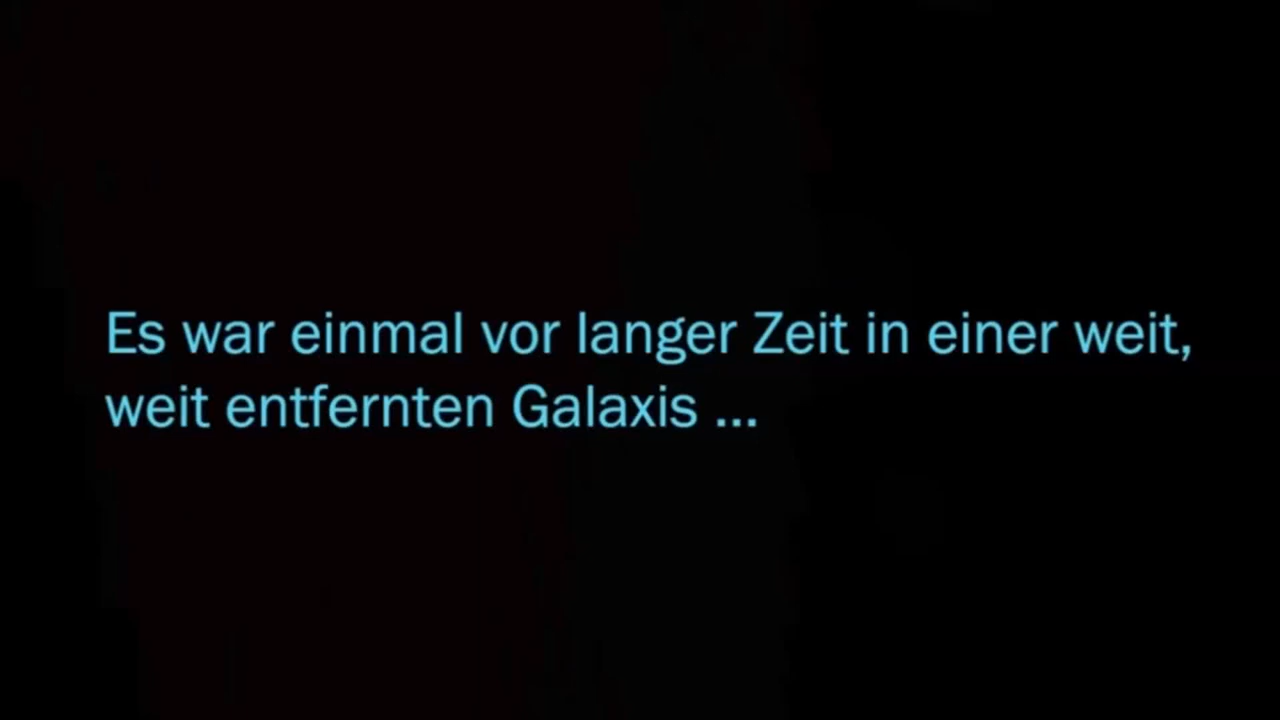 Es war einmal vor langer Zeit in einer weit,
weit entfernten Galaxis ...